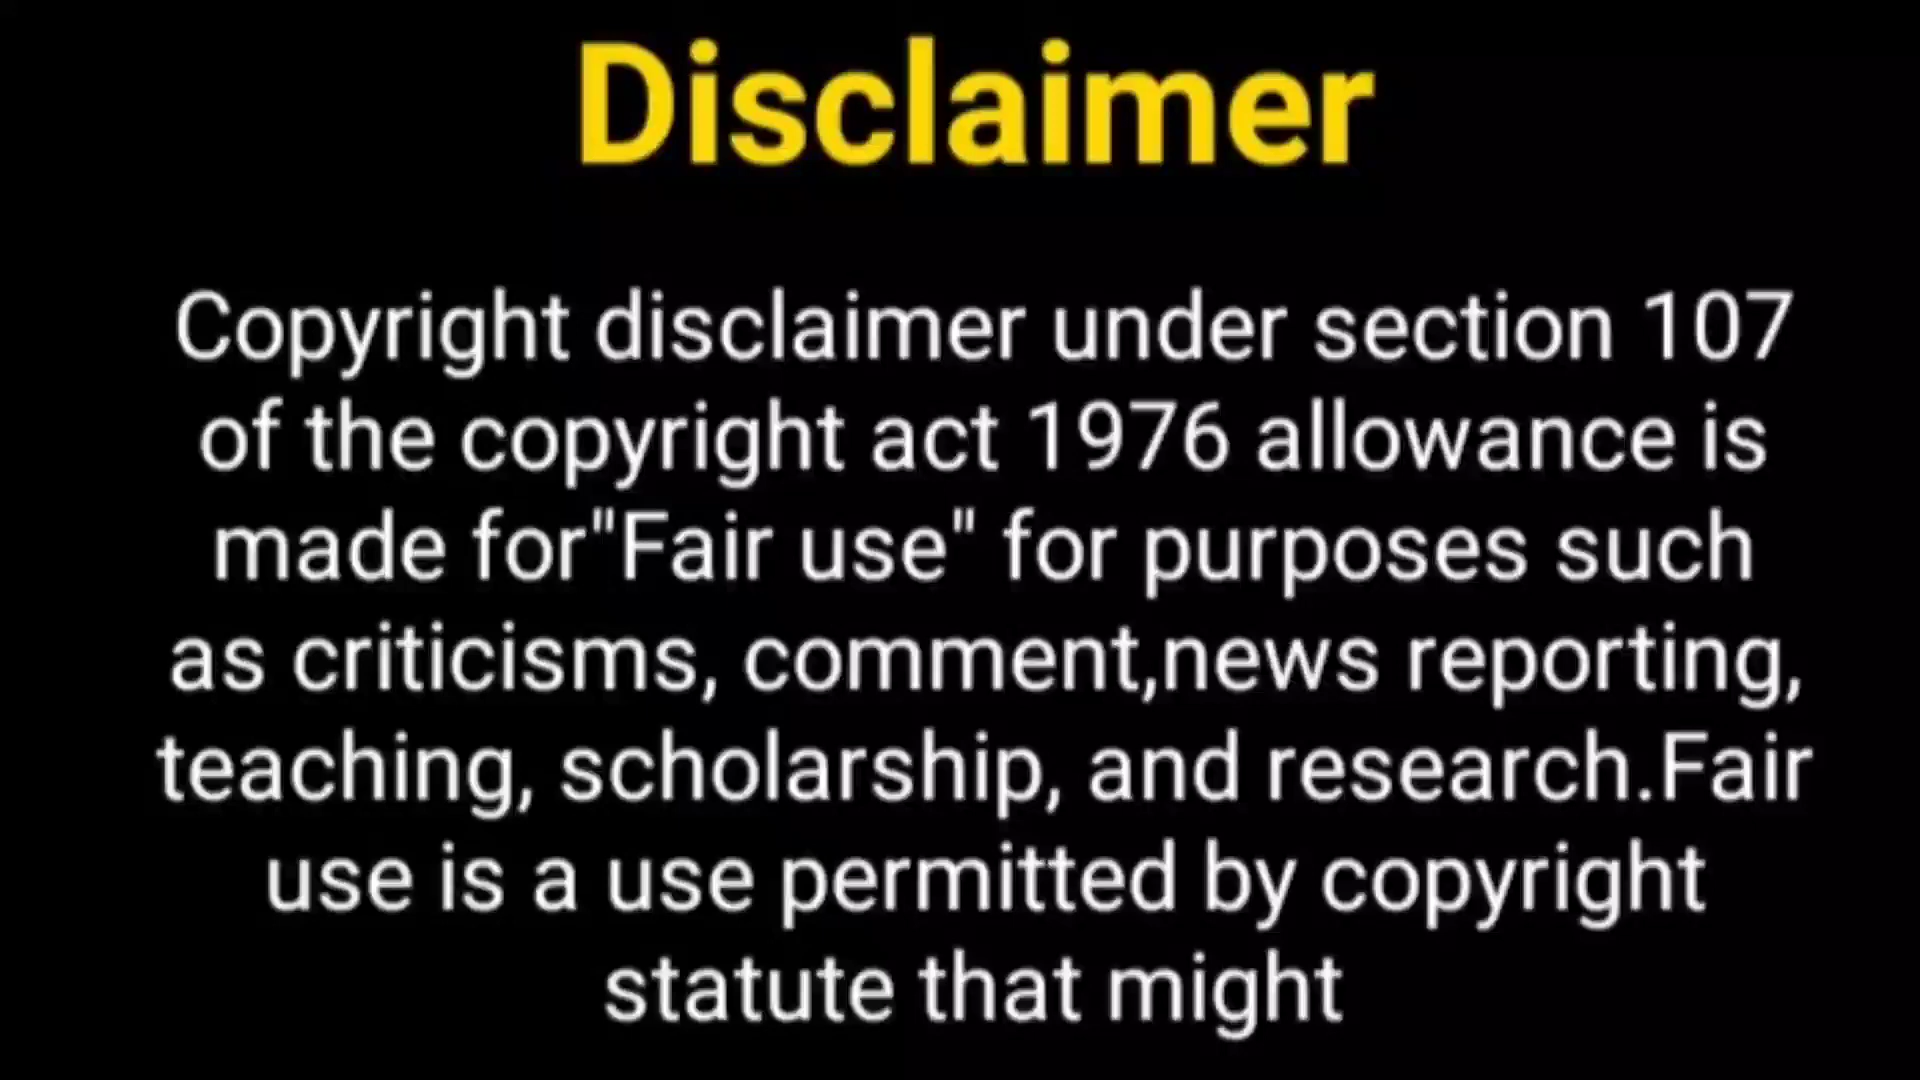 Disclaimer
Copyright disclaimer under section 107
of the copyright act 1976 allowance is
made for"Fair use" for purposes such
as criticisms, comment,news reporting,
teaching, scholarship, and research.Fair
use is a use permitted by copyright
statute that might